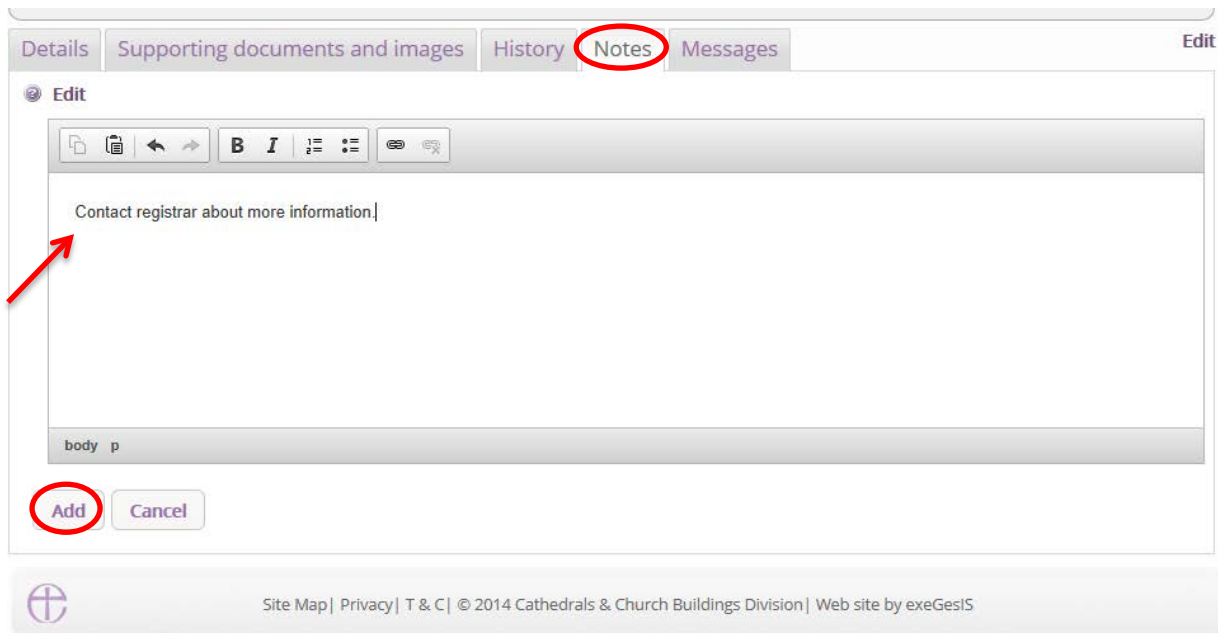 Details Supporting documents and images History Notes Messages Edit
Edit
B I
Contact registrar about more information.
body p
Add Cancel
Site Map| Privacy| T & C| © 2014 Cathedrals & Church Buildings Division| Web site by exeGesIS